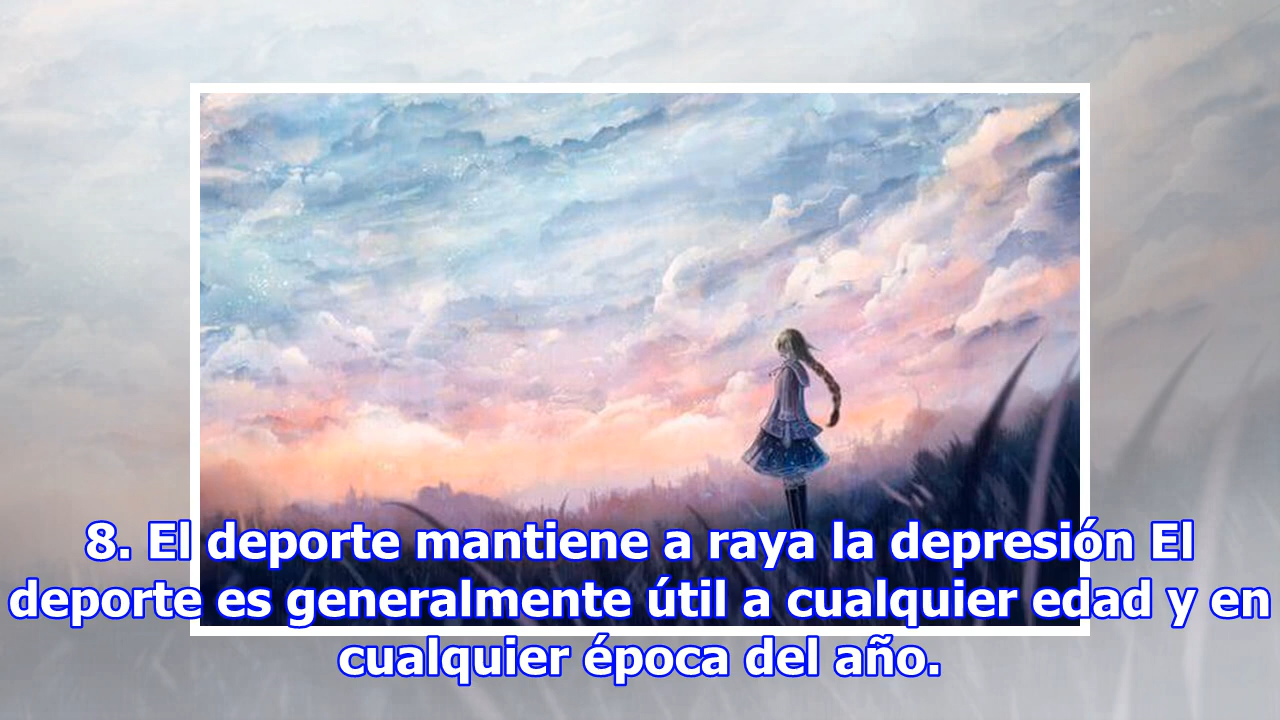 8. El deporte mantiene a raya la depresión El
deporte es generalmente útil a cualquier edad y en
cualquier época del año.